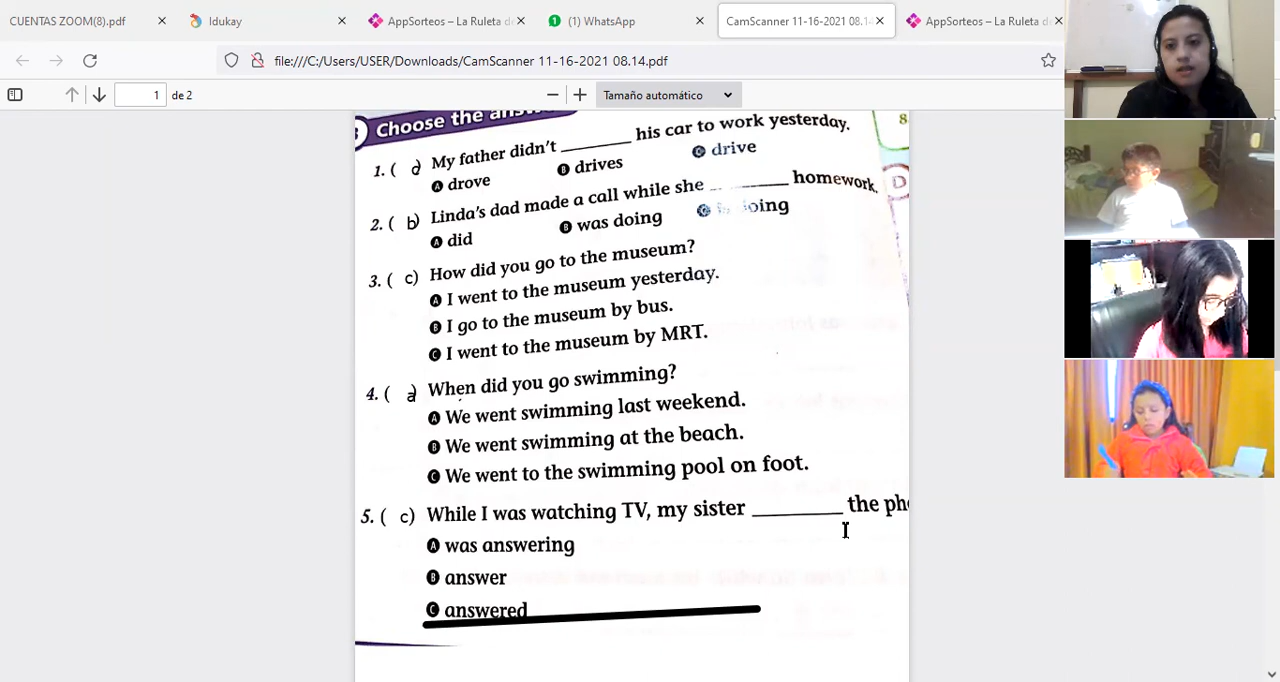 CUENTAS ZOOM(8).pdf
Idukay
AppSorteos – La Ruleta d
(1) WhatsApp
CamScanner 11-16-2021 08.1
AppSorteos – La Ruleta d
file:///C:/Users/USER/Downloads/CamScanner 11-16-2021 08.14.pdf
1 de 2
Tamaño automático
Choose the
8
D
1. ( a) My father didn't ______ his car to work yesterday.
A drove B drives C drive
2. ( b) Linda's dad made a call while she ______ homework.
A did B was doing C doing
3. ( c) How did you go to the museum?
A I went to the museum yesterday.
B I go to the museum by bus.
C I went to the museum by MRT.
4. ( a) When did you go swimming?
A We went swimming last weekend.
B We went swimming at the beach.
C We went to the swimming pool on foot.
5. ( c) While I was watching TV, my sister ______ the ph
A was answering
B answer
C answered